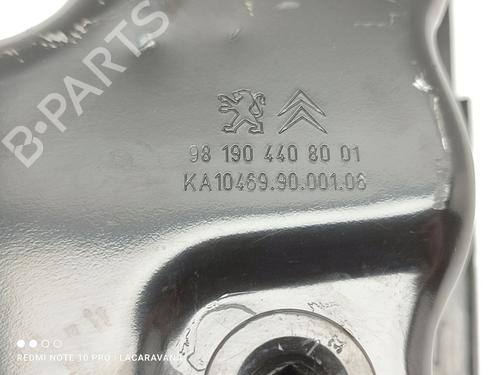 98 190 440 80 01
KA10469.90.001.06
B-Parts
REDMI NOTE 10 PRO | LACARAVANA